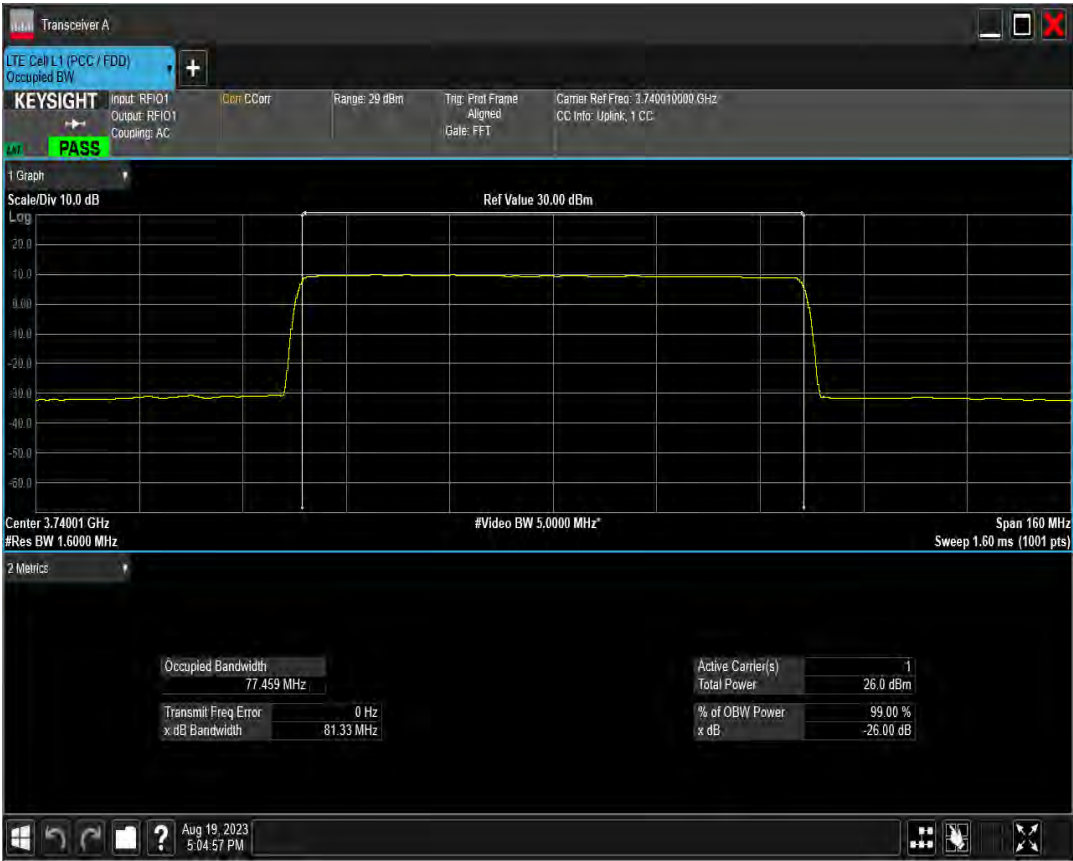 Transceiver A
LTE Cell L1 (PCC / FDD)
Occupied BW
KEYSIGHT
PASS
Input: RFIO1
Output: RFIO1
Coupling: AC
Corr CCorr
Range: 29 dBm
Trig: Prot Frame
Aligned
Gate: FFT
Carrier Ref Freq: 3.740010000 GHz
CC Info: Uplink, 1 CC
1 Graph
Scale/Div 10.0 dB
Ref Value 30.00 dBm
Log
20.0
10.0
0.00
-10.0
-20.0
-30.0
-40.0
-50.0
-60.0
Center 3.74001 GHz
#Video BW 5.0000 MHz*
Span 160 MHz
#Res BW 1.6000 MHz
Sweep 1.60 ms (1001 pts)
2 Metrics
Occupied Bandwidth
77.459 MHz
Transmit Freq Error 0 Hz
x dB Bandwidth 81.33 MHz
Active Carrier(s) 1
Total Power 26.0 dBm
% of OBW Power 99.00 %
x dB -26.00 dB
?
Aug 19, 2023
5:04:57 PM